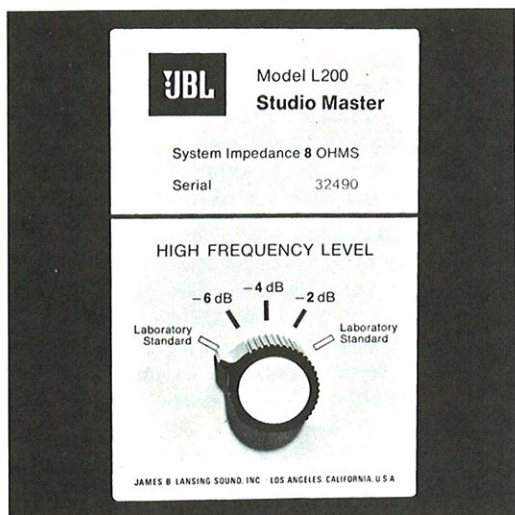 JBL
Model L200
Studio Master
System Impedance 8 OHMS
Serial 32490
HIGH FREQUENCY LEVEL
-6 dB
-4 dB
-2 dB
Laboratory
Standard
Laboratory
Standard
JAMES B LANSING SOUND, INC · LOS ANGELES, CALIFORNIA, U S A